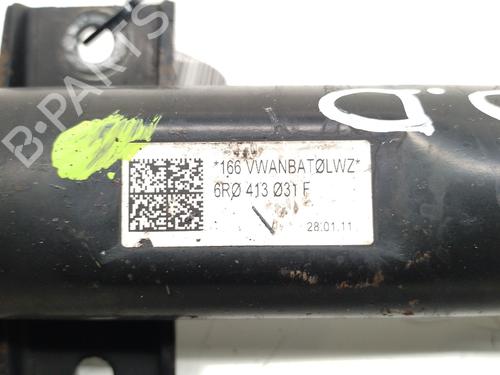 B-PARTS
*166 VWANBATØLWZ*
6RØ 413 Ø31 F
28.01.11